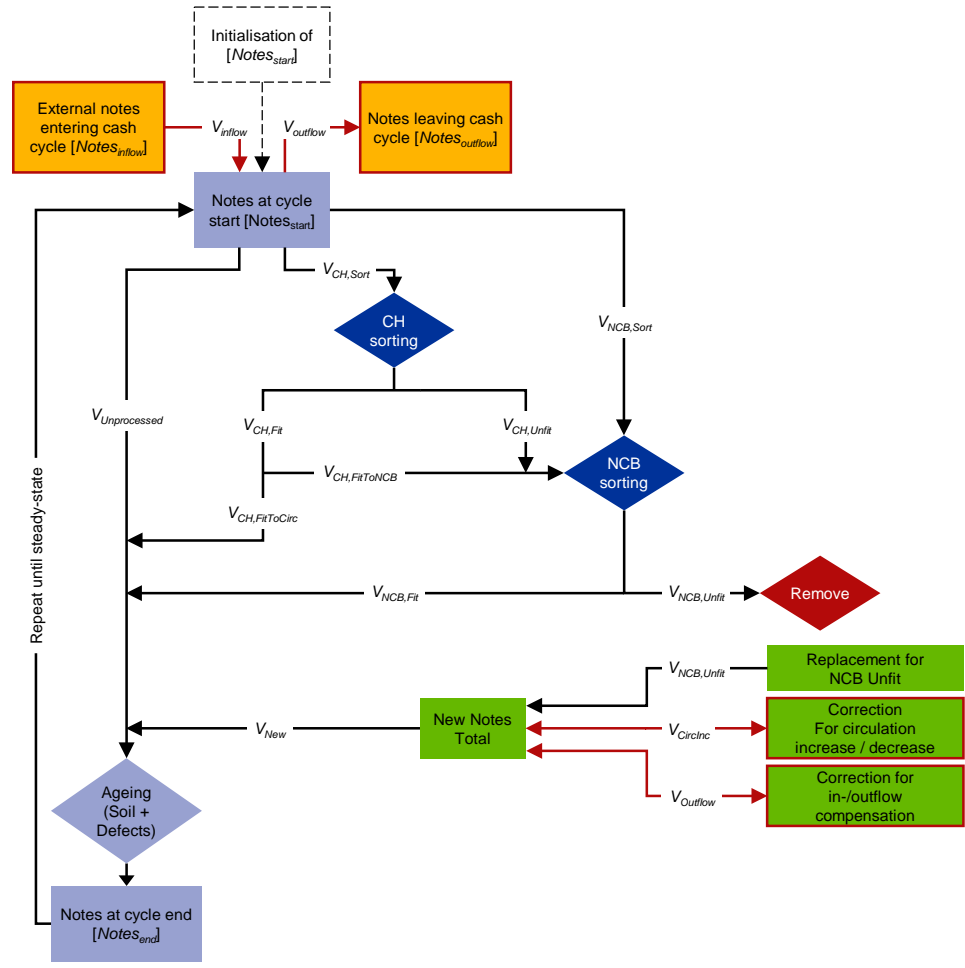 Initialisation of
[Notes_start]
External notes
entering cash
cycle [Notes_inflow]
V_inflow
V_outflow
Notes leaving cash
cycle [Notes_outflow]
Notes at cycle
start [Notes_start]
V_CH,Sort
CH
sorting
V_NCB,Sort
V_Unprocessed
V_CH,Fit
V_CH,Unfit
V_CH,FitToNCB
NCB
sorting
V_CH,FitToCirc
Repeat until steady-state
V_NCB,Fit
V_NCB,Unfit
Remove
V_NCB,Unfit
Replacement for
NCB Unfit
V_New
New Notes
Total
V_CircInc
Correction
For circulation
increase / decrease
V_Outflow
Correction for
in-/outflow
compensation
Ageing
(Soil +
Defects)
Notes at cycle end
[Notes_end]